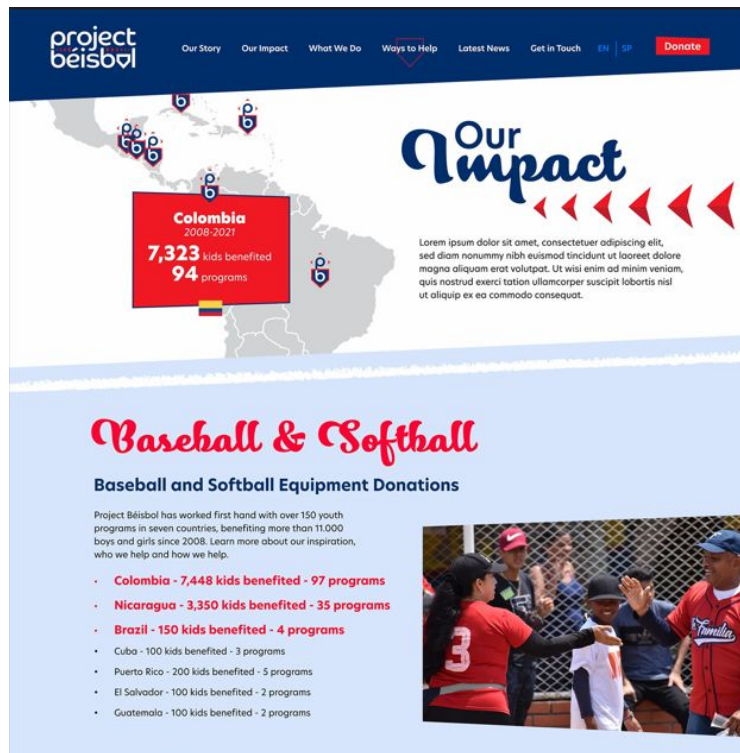 project
béisbol
Our Story Our Impact What We Do Ways to Help Latest News Get in Touch EN SP Donate
Our
Impact
Colombia
2008-2021
7,323 kids benefited
94 programs
Lorem ipsum dolor sit amet, consectetuer adipiscing elit,
sed diam nonummy nibh euismod tincidunt ut laoreet dolore
magna aliquam erat volutpat. Ut wisi enim ad minim veniam,
quis nostrud exerci tation ullamcorper suscipit lobortis nisl
ut aliquip ex ea commodo consequat.
Baseball & Softball
Baseball and Softball Equipment Donations
Project Béisbol has worked first hand with over 150 youth
programs in seven countries, benefiting more than 11.000
boys and girls since 2008. Learn more about our inspiration,
who we help and how we help.
• Colombia - 7,448 kids benefited - 97 programs
• Nicaragua - 3,350 kids benefited - 35 programs
• Brazil - 150 kids benefited - 4 programs
• Cuba - 100 kids benefited - 3 programs
• Puerto Rico - 200 kids benefited - 5 programs
• El Salvador - 100 kids benefited - 2 programs
• Guatemala - 100 kids benefited - 2 programs
pb
pb
pb
pb
pb
pb
pb
3
Familia